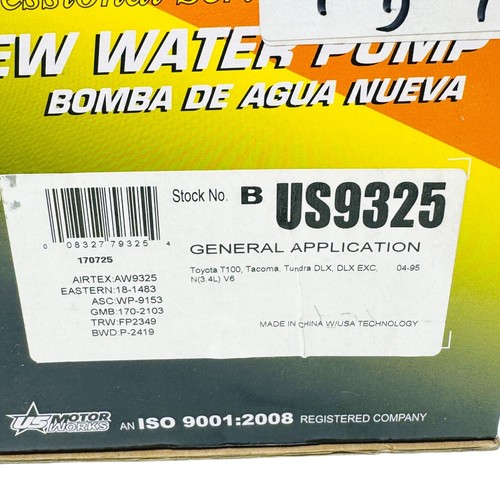 EW WATER PUMP
BOMBA DE AGUA NUEVA
Stock No. B US9325
0 08327 79325 4
170725
AIRTEX:AW9325
EASTERN:18-1483
ASC:WP-9153
GMB:170-2103
TRW:FP2349
BWD:P-2419
GENERAL APPLICATION
Toyota T100, Tacoma, Tundra DLX, DLX EXC, 04-95
N(3.4L) V6
MADE IN CHINA W/USA TECHNOLOGY
US MOTOR WORKS
AN ISO 9001:2008 REGISTERED COMPANY